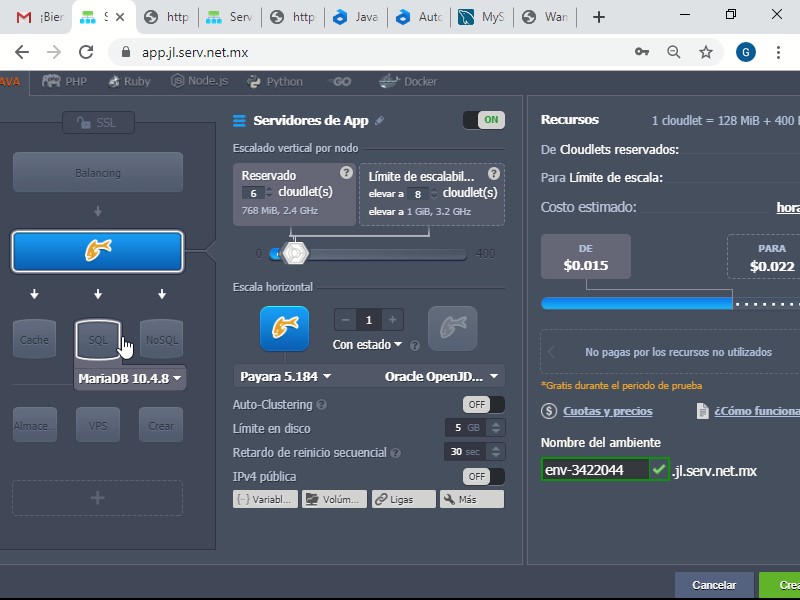 ¡Bier
S
http
Serv
http
Java
Auto
MyS
Wan
app.jl.serv.net.mx
G
AVA
PHP
Ruby
Node.js
Python
GO
Docker
SSL
Balancing
Cache
SQL
NoSQL
MariaDB 10.4.8
Almace...
VPS
Crear
Servidores de App
ON
Escalado vertical por nodo
Reservado
?
6 cloudlet(s)
768 MiB, 2.4 GHz
Límite de escalabil...
?
elevar a 8 cloudlet(s)
elevar a 1 GiB, 3.2 GHz
0
400
Escala horizontal
1
Con estado
?
Payara 5.184
Oracle OpenJD...
Auto-Clustering ?
OFF
Límite en disco
5 GB
Retardo de reinicio secuencial ?
30 sec
IPv4 pública
OFF
Variabl...
Volúm...
Ligas
Más
Recursos
1 cloudlet = 128 MiB + 400 
De Cloudlets reservados:
Para Límite de escala:
Costo estimado:
hora
DE
$0.015
PARA
$0.022
No pagas por los recursos no utilizados
*Gratis durante el periodo de prueba
$ Cuotas y precios
¿Cómo funciona
Nombre del ambiente
env-3422044
.jl.serv.net.mx
Cancelar
Crea